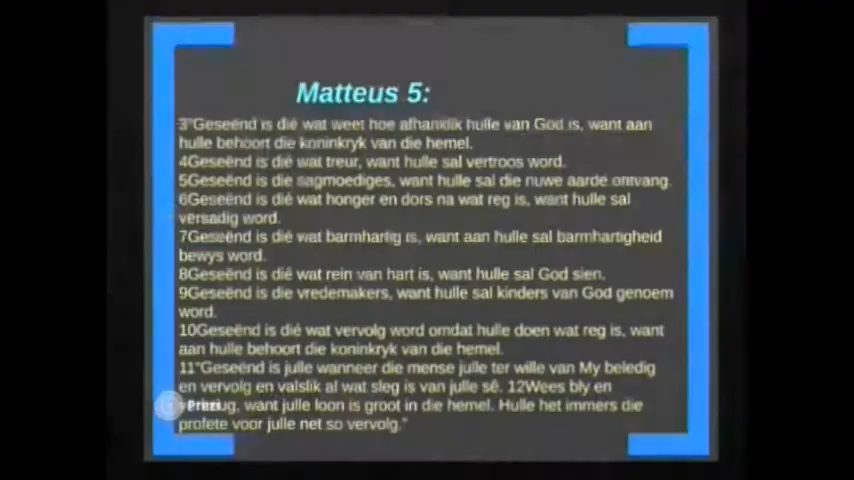 Matteus 5:
3"Geseënd is dié wat weet hoe afhanklik hulle van God is, want aan
hulle behoort die koninkryk van die hemel.
4Geseënd is dié wat treur, want hulle sal vertroos word.
5Geseënd is die sagmoediges, want hulle sal die nuwe aarde ontvang.
6Geseënd is dié wat honger en dors na wat reg is, want hulle sal
versadig word.
7Geseënd is dié wat barmhartig is, want aan hulle sal barmhartigheid
bewys word.
8Geseënd is dié wat rein van hart is, want hulle sal God sien.
9Geseënd is die vredemakers, want hulle sal kinders van God genoem
word.
10Geseënd is dié wat vervolg word omdat hulle doen wat reg is, want
aan hulle behoort die koninkryk van die hemel.
11"Geseënd is julle wanneer die mense julle ter wille van My beledig
en vervolg en valslik al wat sleg is van julle sê. 12Wees bly en
Prezi want julle loon is groot in die hemel. Hulle het immers die
profete voor julle net so vervolg."